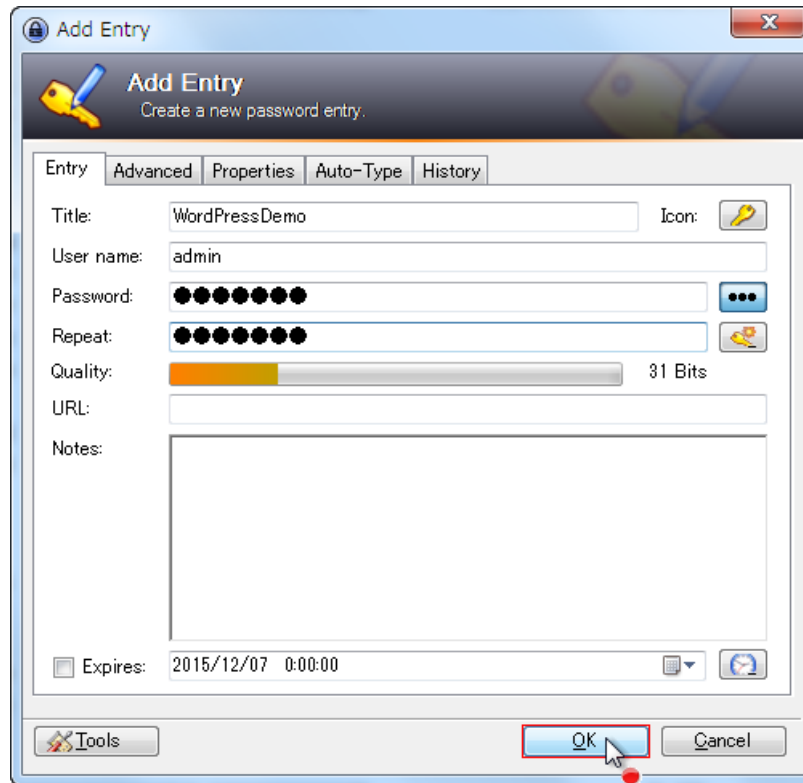 Add Entry
Add Entry
Create a new password entry.
Entry Advanced Properties Auto-Type History
Title: WordPressDemo Icon:
User name: admin
Password: ●●●●●●● •••
Repeat: ●●●●●●●
Quality: 31 Bits
URL:
Notes:
Expires: 2015/12/07 0:00:00
Tools OK Cancel